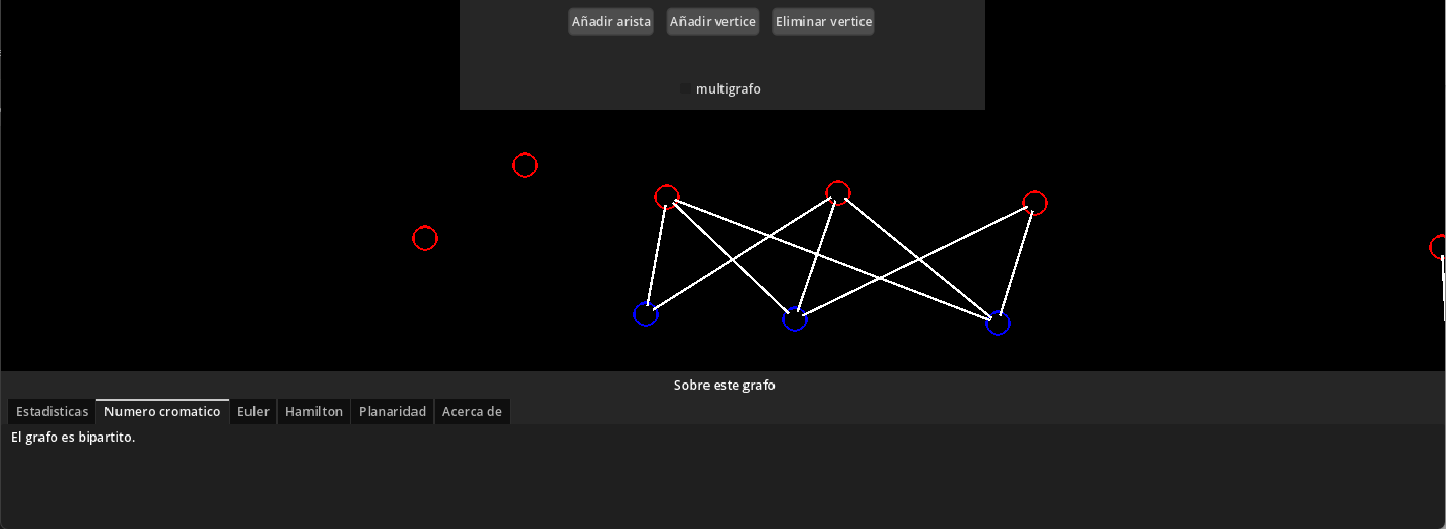 Añadir arista Añadir vertice Eliminar vertice
multigrafo
Sobre este grafo
Estadisticas Numero cromatico Euler Hamilton Planaridad Acerca de
El grafo es bipartito.